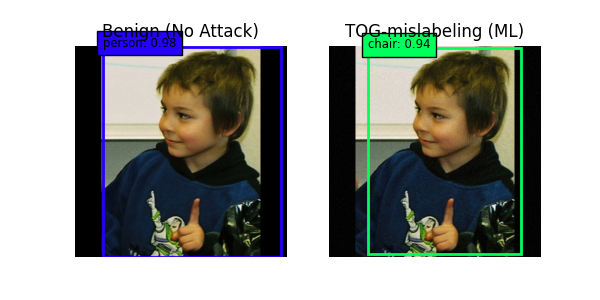 Benign (No Attack)
person: 0.98
TOG-mislabeling (ML)
chair: 0.94